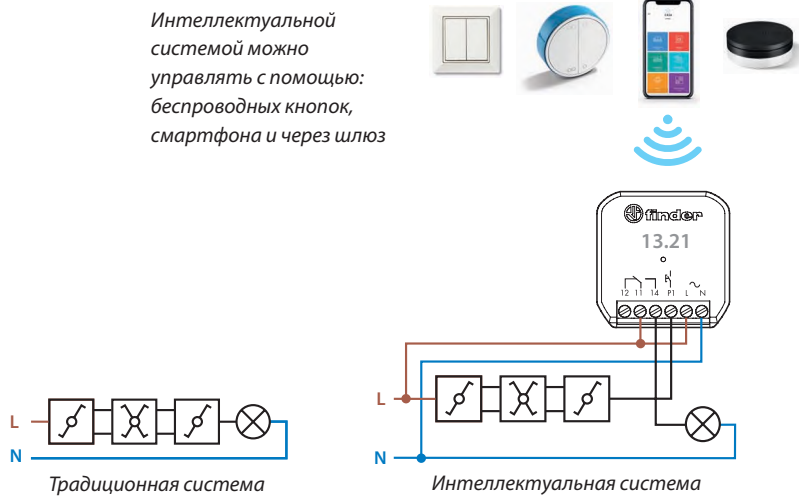 Интеллектуальной
системой можно
управлять с помощью:
беспроводных кнопок,
смартфона и через шлюз
finder
13.21
12 11 14 P1 L N
L
N
Традиционная система
L
N
Интеллектуальная система